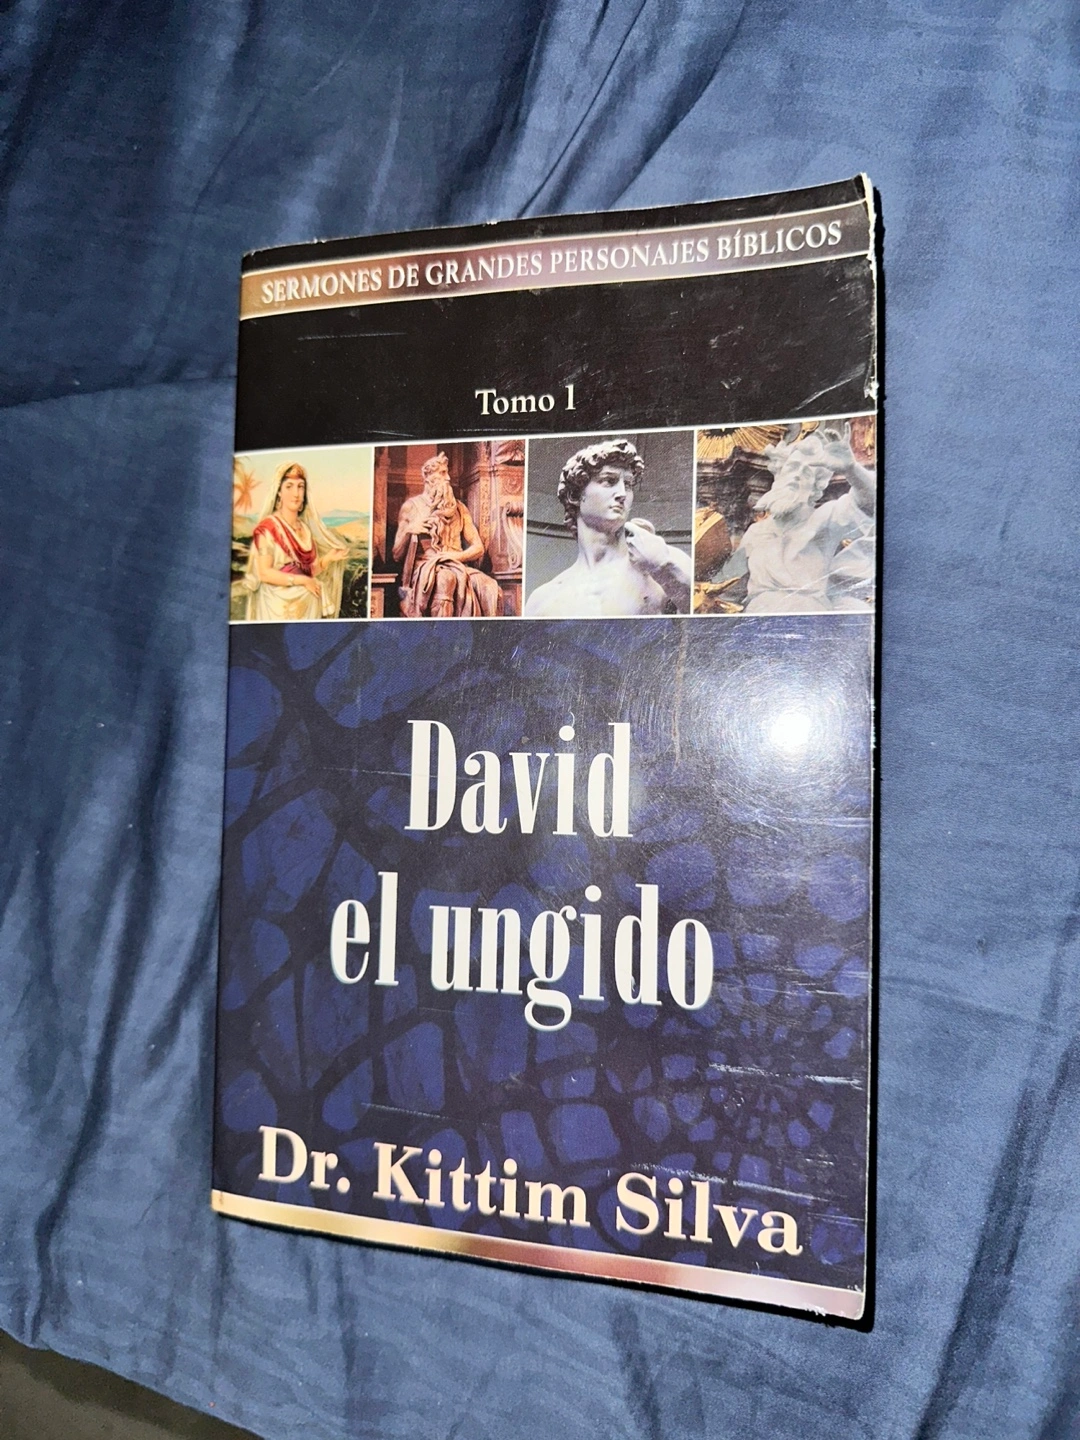 SERMONES DE GRANDES PERSONAJES BÍBLICOS
Tomo 1
David
el ungido
Dr. Kittim Silva